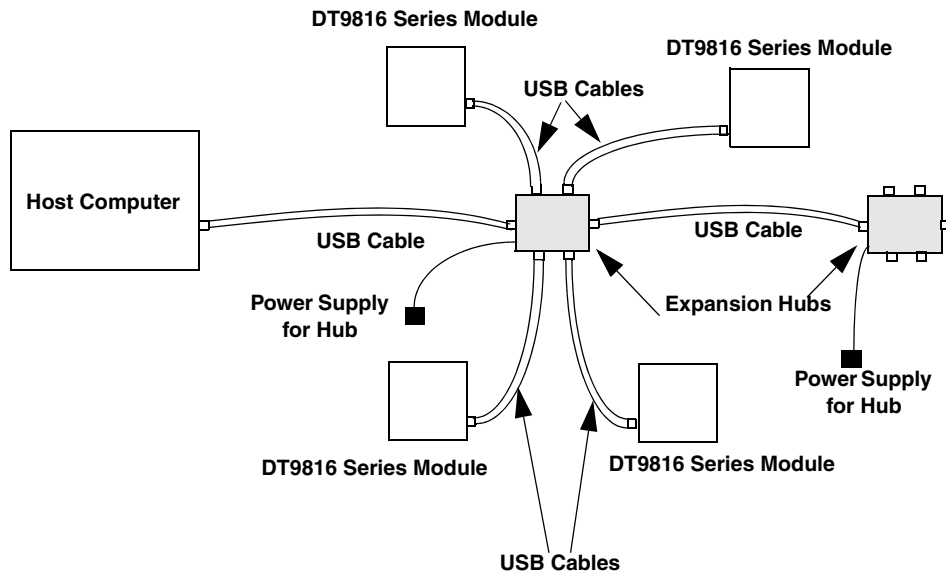 DT9816 Series Module
DT9816 Series Module
USB Cables
Host Computer
USB Cable
USB Cable
Power Supply
for Hub
Expansion Hubs
Power Supply
for Hub
DT9816 Series Module
DT9816 Series Module
USB Cables